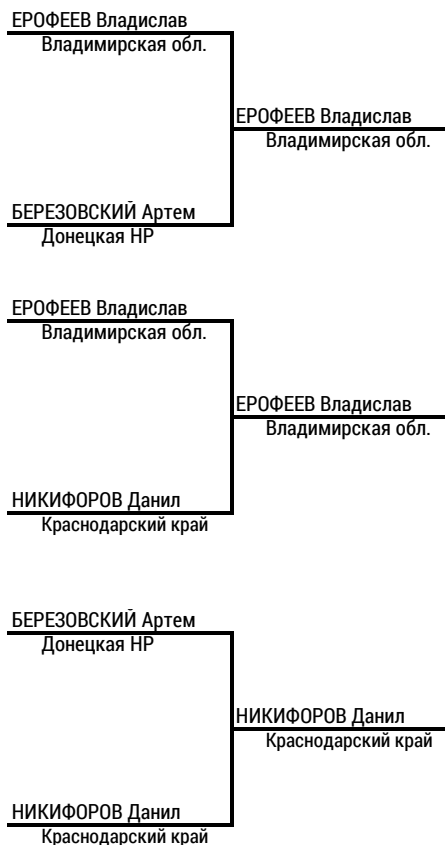 ЕРОФЕЕВ Владислав
Владимирская обл.
ЕРОФЕЕВ Владислав
Владимирская обл.
БЕРЕЗОВСКИЙ Артем
Донецкая НР
ЕРОФЕЕВ Владислав
Владимирская обл.
ЕРОФЕЕВ Владислав
Владимирская обл.
НИКИФОРОВ Данил
Краснодарский край
БЕРЕЗОВСКИЙ Артем
Донецкая НР
НИКИФОРОВ Данил
Краснодарский край
НИКИФОРОВ Данил
Краснодарский край